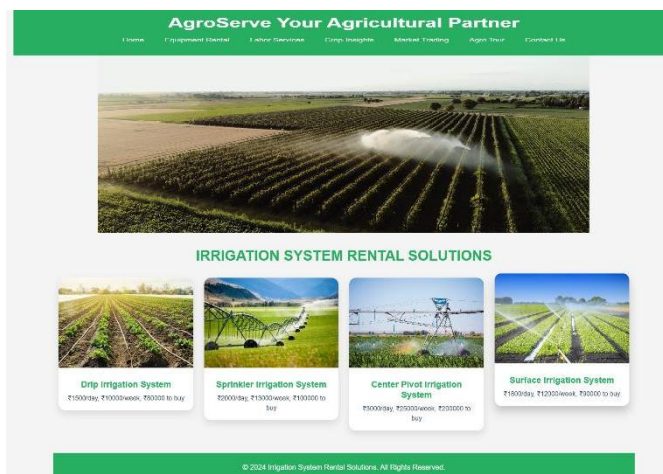 AgroServe Your Agricultural Partner
Home Equipment Rental Labor Services Crop-Insights Market Trading Agro Tour Contact Us
IRRIGATION SYSTEM RENTAL SOLUTIONS
Drip Irrigation System
₹1500/day, ₹10000/week, ₹80000 to buy
Sprinkler Irrigation System
₹2000/day, ₹13000/week, ₹100000 to
buy
Center Pivot Irrigation
System
₹3000/day, ₹25000/week, ₹200000 to
buy
Surface Irrigation System
₹1800/day, ₹12000/week, ₹90000 to buy
© 2024 Irrigation System Rental Solutions. All Rights Reserved.